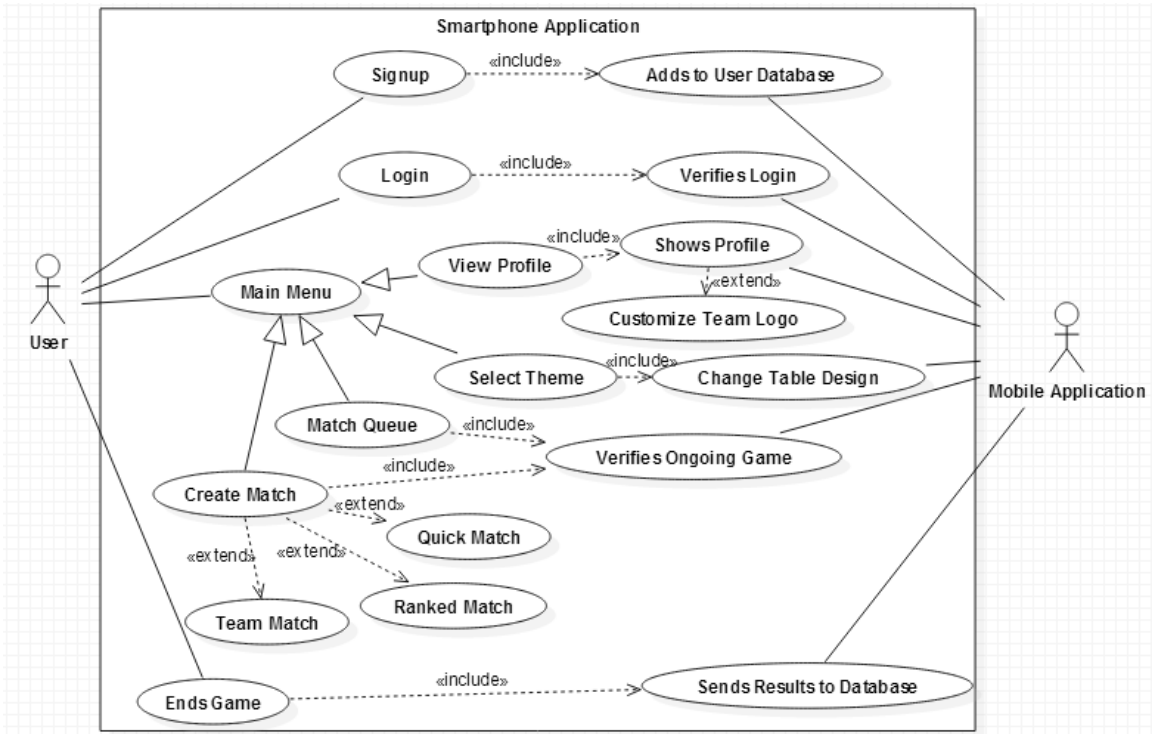 Smartphone Application
Signup
«include»
Adds to User Database
Login
«include»
Verifies Login
View Profile
«include»
Shows Profile
«extend»
Customize Team Logo
Main Menu
User
Select Theme
«include»
Change Table Design
Mobile Application
Match Queue
«include»
Verifies Ongoing Game
Create Match
«include»
«extend»
Quick Match
«extend»
«extend»
Ranked Match
Team Match
Ends Game
«include»
Sends Results to Database